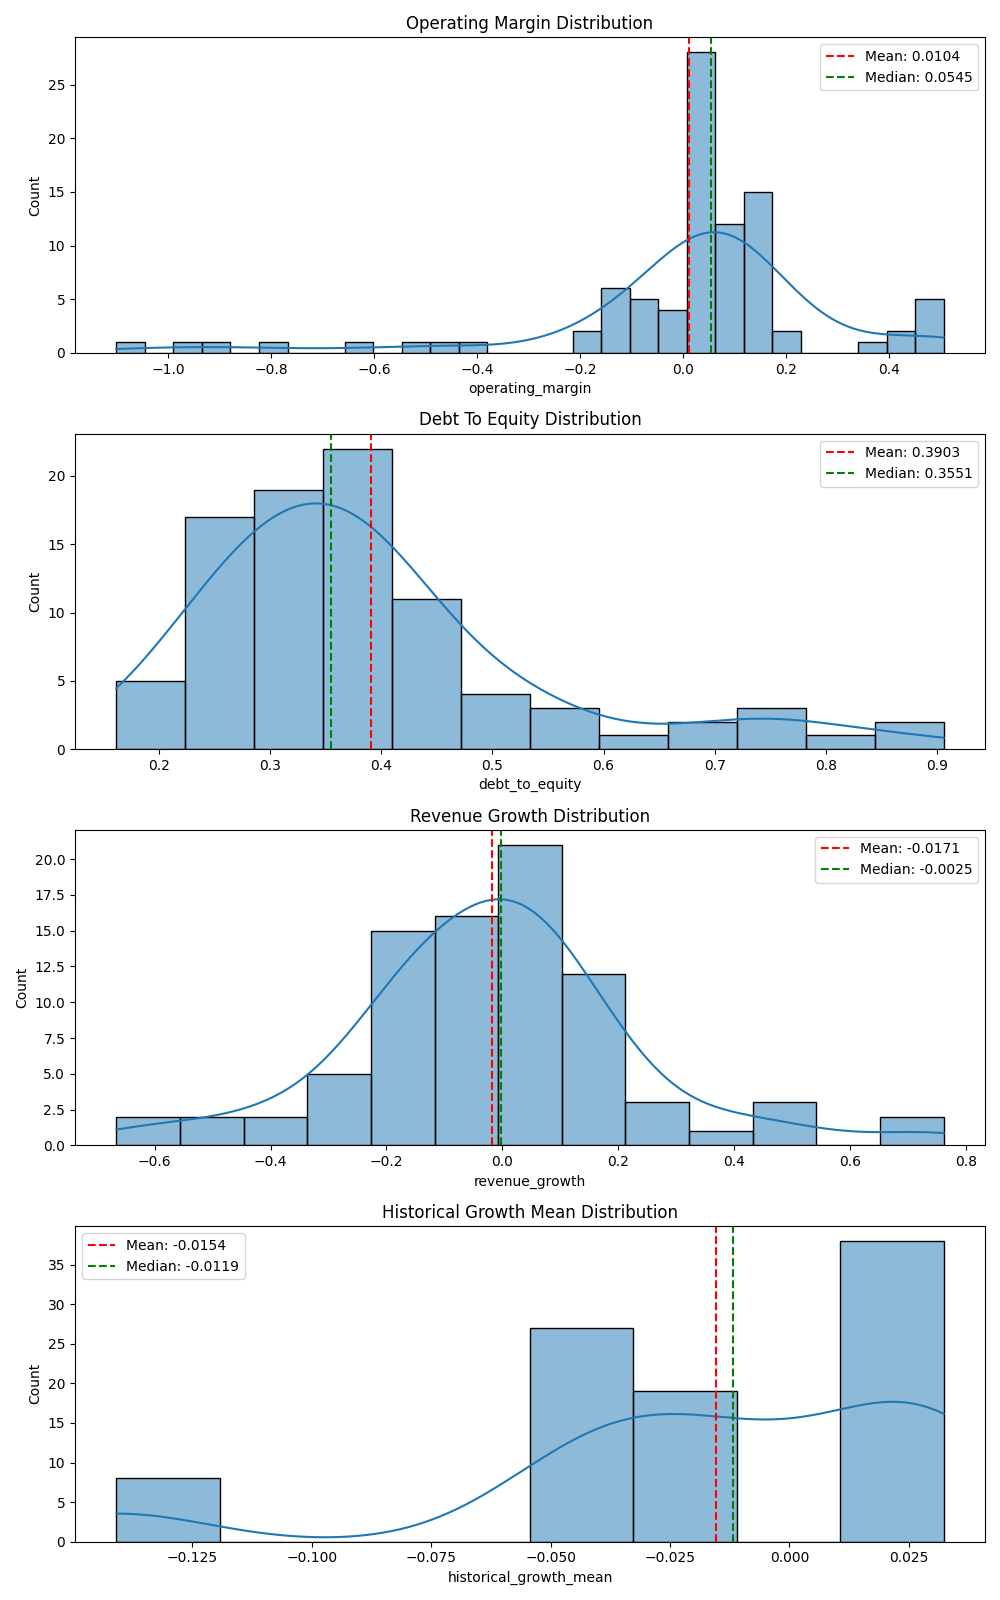 Operating Margin Distribution
Mean: 0.0104
Median: 0.0545
25
20
15
10
5
0
Count
−1.0 −0.8 −0.6 −0.4 −0.2 0.0 0.2 0.4
operating_margin
Debt To Equity Distribution
Mean: 0.3903
Median: 0.3551
20
15
10
5
0
Count
0.2 0.3 0.4 0.5 0.6 0.7 0.8 0.9
debt_to_equity
Revenue Growth Distribution
Mean: -0.0171
Median: -0.0025
20.0
17.5
15.0
12.5
10.0
7.5
5.0
2.5
0.0
Count
−0.6 −0.4 −0.2 0.0 0.2 0.4 0.6 0.8
revenue_growth
Historical Growth Mean Distribution
Mean: -0.0154
Median: -0.0119
35
30
25
20
15
10
5
0
Count
−0.125 −0.100 −0.075 −0.050 −0.025 0.000 0.025
historical_growth_mean